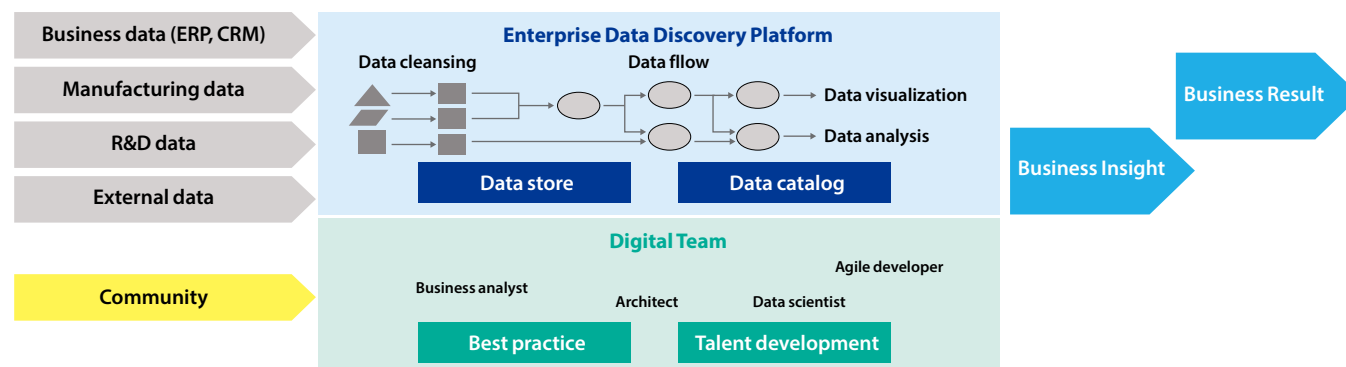 Business data (ERP, CRM)
Manufacturing data
R&D data
External data
Community
Enterprise Data Discovery Platform
Data cleansing
Data fllow
Data visualization
Data analysis
Data store
Data catalog
Digital Team
Agile developer
Business analyst
Architect
Data scientist
Best practice
Talent development
Business Insight
Business Result